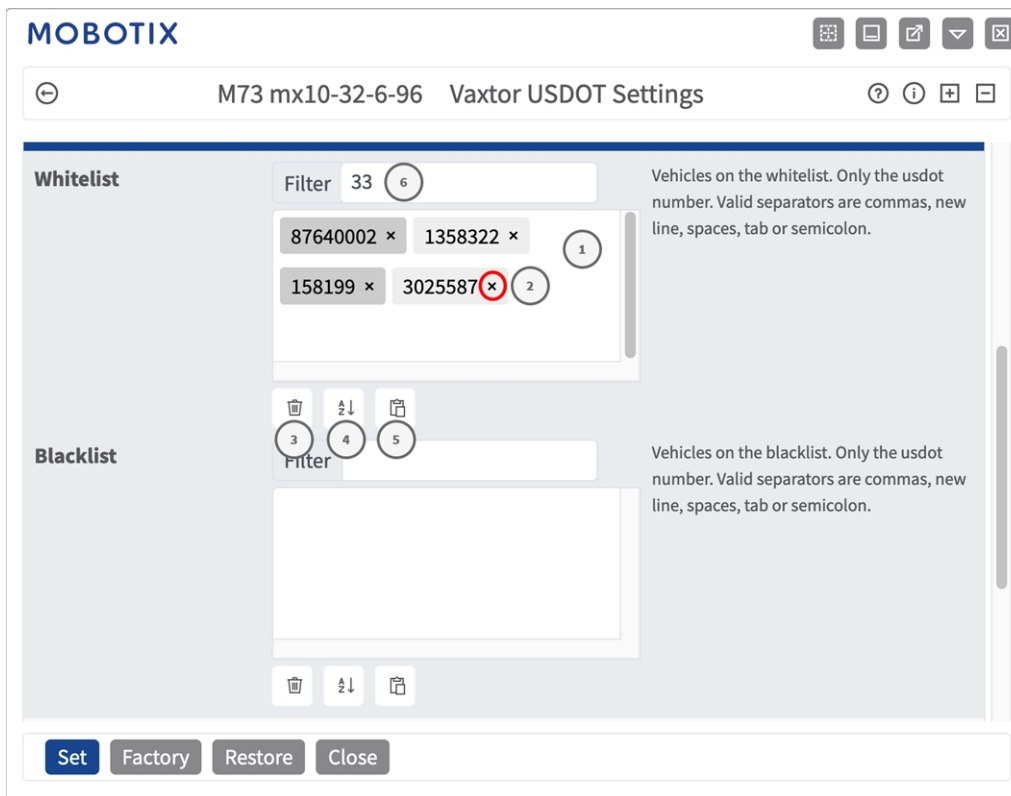 MOBOTIX
M73 mx10-32-6-96 Vaxtor USDOT Settings
Whitelist
Filter 33 6
Vehicles on the whitelist. Only the usdot
number. Valid separators are commas, new
line, spaces, tab or semicolon.
87640002 × 1358322 × 1
158199 × 3025587 × 2
3 4 5
Blacklist
Filter
Vehicles on the blacklist. Only the usdot
number. Valid separators are commas, new
line, spaces, tab or semicolon.
Set Factory Restore Close